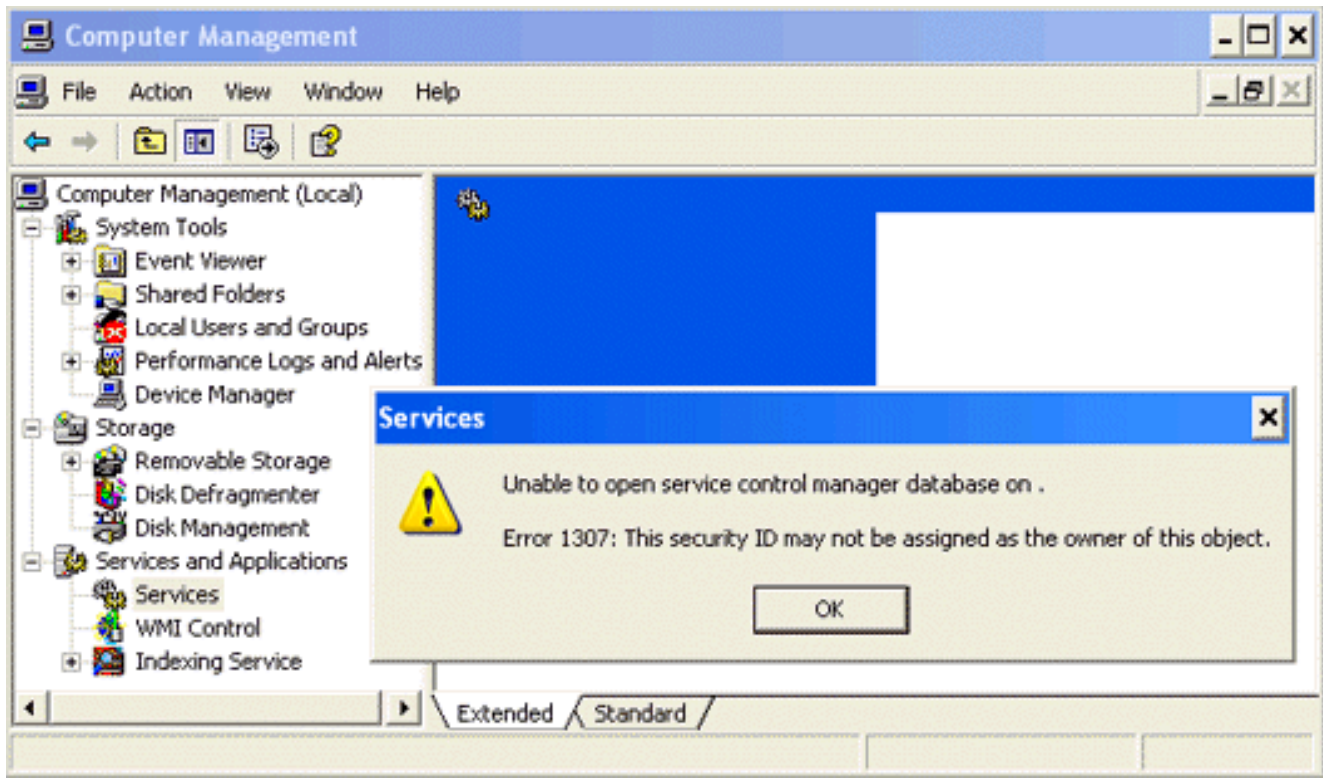 Computer Management
File Action View Window Help
Computer Management (Local)
System Tools
Event Viewer
Shared Folders
Local Users and Groups
Performance Logs and Alerts
Device Manager
Storage
Removable Storage
Disk Defragmenter
Disk Management
Services and Applications
Services
WMI Control
Indexing Service
Services
Unable to open service control manager database on .
Error 1307: This security ID may not be assigned as the owner of this object.
OK
Extended Standard